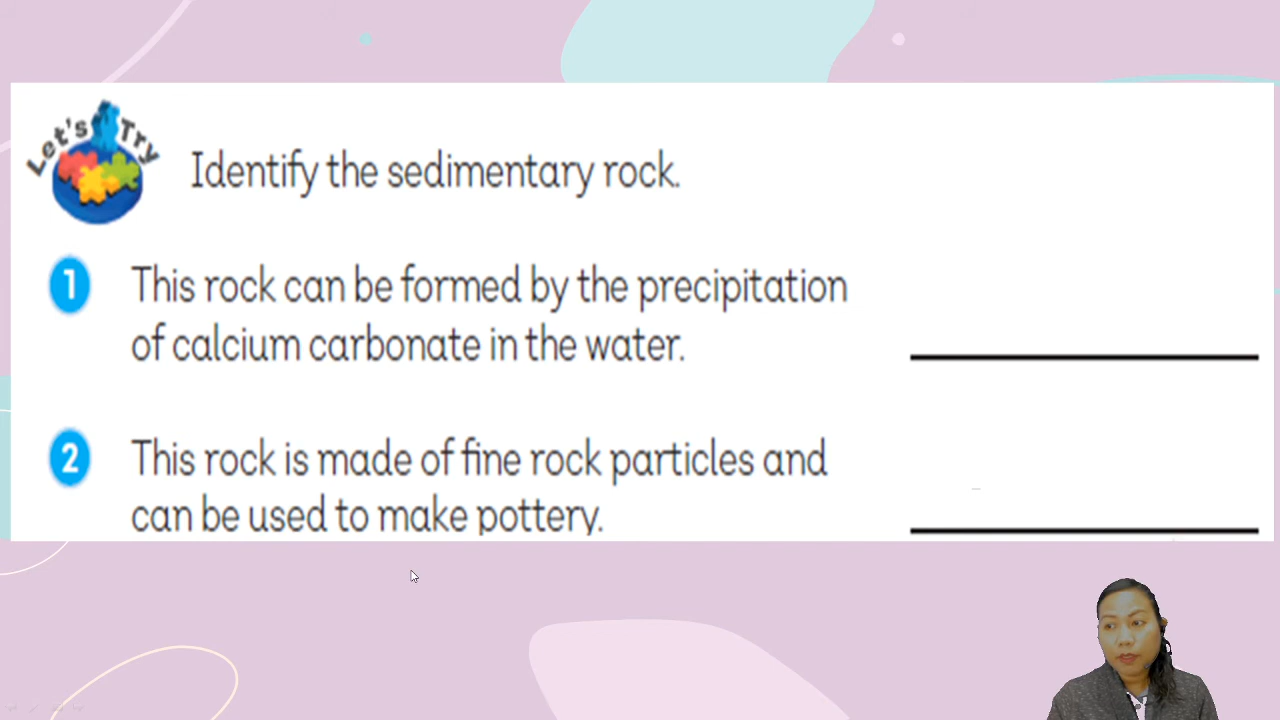 Let's Try
Identify the sedimentary rock.
1 This rock can be formed by the precipitation
of calcium carbonate in the water.
2 This rock is made of fine rock particles and
can be used to make pottery.